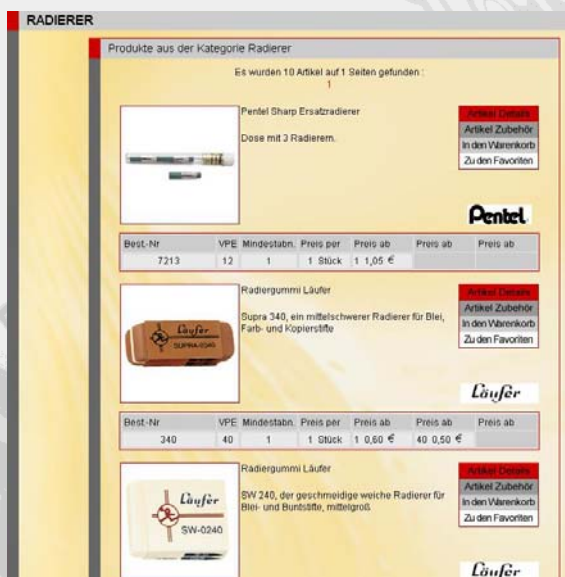 RADIERER
Produkte aus der Kategorie Radierer
Es wurden 10 Artikel auf 1 Seiten gefunden :
1
Pentel Sharp Ersatzradierer
Dose mit 3 Radierern.
Artikel Details
Artikel Zubehör
In den Warenkorb
Zu den Favoriten
Pentel
Best.-Nr VPE Mindestabn. Preis per Preis ab Preis ab Preis ab
7213 12 1 1 Stück 1 1,05 €
Radiergummi Läufer
Supra 340, ein mittelschwerer Radierer für Blei,
Farb- und Kopierstifte
Läufer
SUPRA-0340
Artikel Details
Artikel Zubehör
In den Warenkorb
Zu den Favoriten
Läufer
Best.-Nr VPE Mindestabn. Preis per Preis ab Preis ab Preis ab
340 40 1 1 Stück 1 0,60 € 40 0,50 €
Radiergummi Läufer
SW 240, der geschmeidige weiche Radierer für
Blei- und Buntstifte, mittelgroß.
Läufer
SW-0240
Artikel Details
Artikel Zubehör
In den Warenkorb
Zu den Favoriten
Läufer